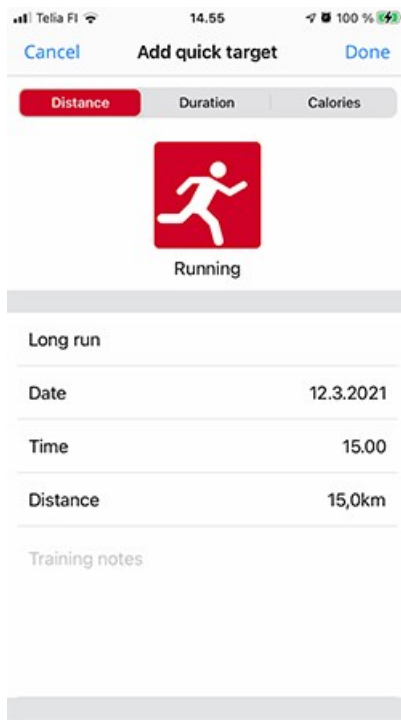 Telia FI 14.55 100 %
Cancel Add quick target Done
Distance Duration Calories
Running
Long run
Date 12.3.2021
Time 15.00
Distance 15,0km
Training notes